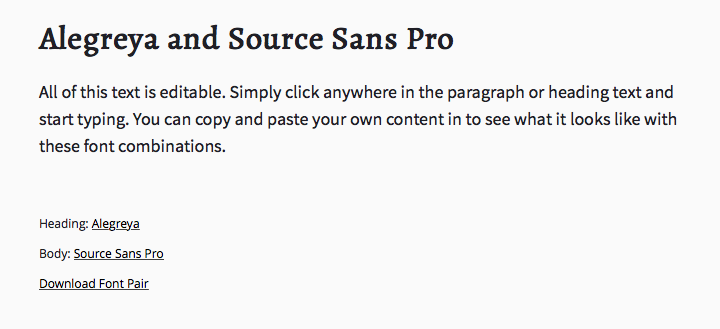 Alegreya and Source Sans Pro
All of this text is editable. Simply click anywhere in the paragraph or heading text and
start typing. You can copy and paste your own content in to see what it looks like with
these font combinations.
Heading: Alegreya
Body: Source Sans Pro
Download Font Pair